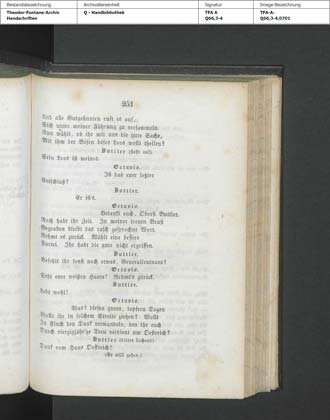 Bestandsbezeichnung
Archivaleinheit
Signatur
Image-Bezeichnung
Theodor-Fontane-Archiv
Handschriften
Q - Handbibliothek
TFA A
Q66,3-4
TFA-A-
Q66,3-4,0701
251
Und alle Gutgesinnten ruft es auf,
Sich unter meiner Führung zu versammeln.
Nun wählt, ob ihr mit uns die gute Sache,
Mit ihm der Bösen böses Loos wollt theilen?
Buttler (steht auf).
Sein Loos ist meines.
Octavio.
Ist das euer letzter
Entschluß?
Buttler.
Er ist's.
Octavio.
Bedenkt euch, Oberst Buttler.
Noch habt ihr Zeit. In meiner treuen Brust
Begraben bleibt das rasch gesprochne Wort.
Nehmt es zurück. Wählt eine bessere
Partei. Ihr habt die gute nicht ergriffen.
Buttler.
Befehlt ihr sonst noch etwas, Generallieutnant?
Octavio.
Seht eure weißen Haare! Nehmt's zurück.
Buttler.
Lebt wohl!
Octavio.
Was? diesen guten, tapfern Degen
Wollt ihr in solchem Streite ziehen? Wollt
In Fluch den Dank verwandeln, den ihr euch
Durch vierzigjähr'ge Treu verdient um Oestreich?
Buttler (bitter lachend)
Dank vom Haus Oestreich!
(Er will gehen.)